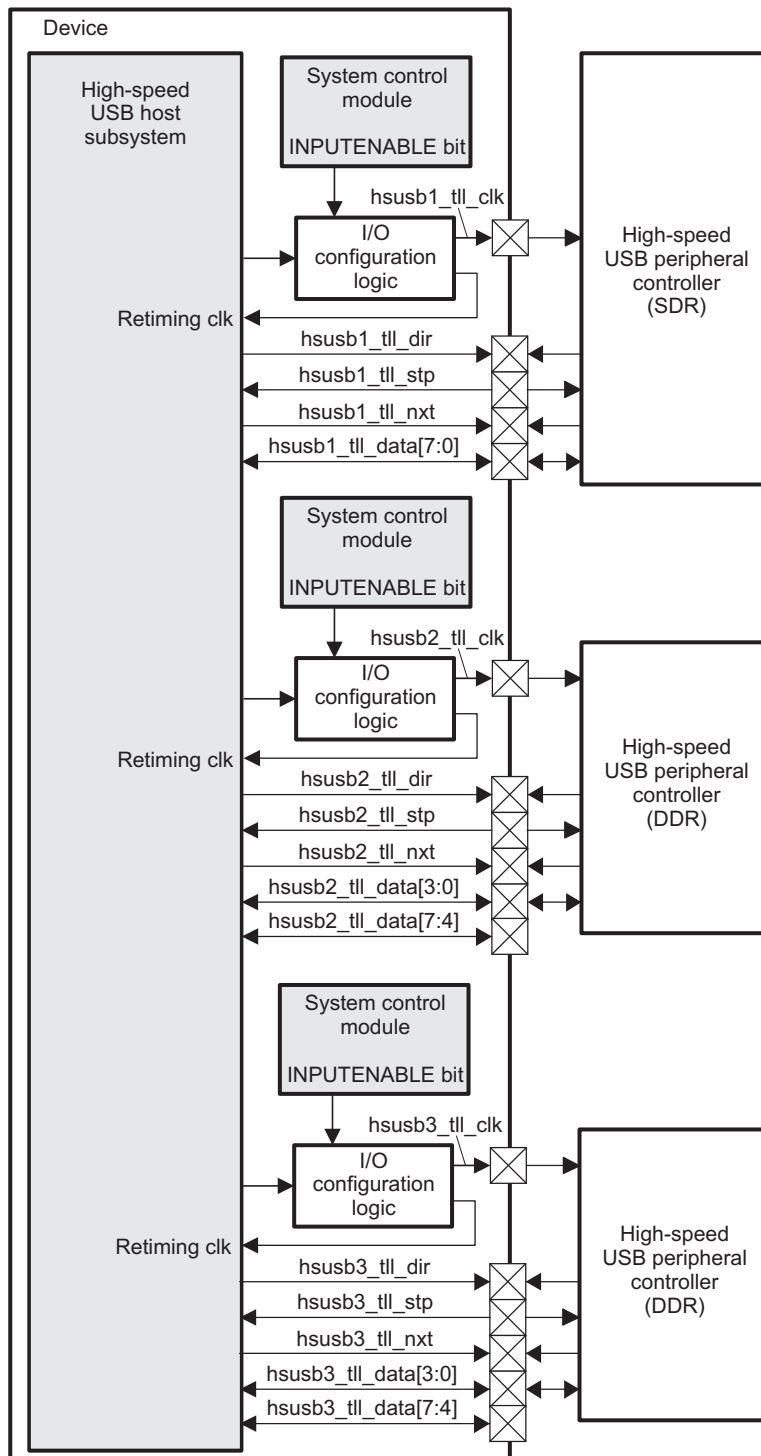 Device
High-speed
USB host
subsystem
System control
module
INPUTENABLE bit
hsusb1_tll_clk
I/O
configuration
logic
High-speed
USB peripheral
controller
(SDR)
Retiming clk
hsusb1_tll_dir
hsusb1_tll_stp
hsusb1_tll_nxt
hsusb1_tll_data[7:0]
System control
module
INPUTENABLE bit
hsusb2_tll_clk
I/O
configuration
logic
High-speed
USB peripheral
controller
(DDR)
Retiming clk
hsusb2_tll_dir
hsusb2_tll_stp
hsusb2_tll_nxt
hsusb2_tll_data[3:0]
hsusb2_tll_data[7:4]
System control
module
INPUTENABLE bit
hsusb3_tll_clk
I/O
configuration
logic
High-speed
USB peripheral
controller
(DDR)
Retiming clk
hsusb3_tll_dir
hsusb3_tll_stp
hsusb3_tll_nxt
hsusb3_tll_data[3:0]
hsusb3_tll_data[7:4]